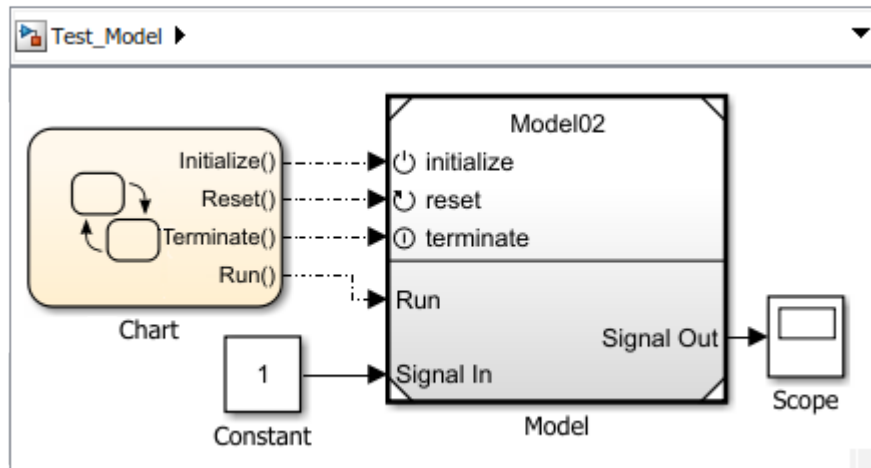 Test_Model
Model02
Initialize()
initialize
Reset()
reset
Terminate()
terminate
Run()
Run
Chart
Signal Out
1
Signal In
Scope
Constant
Model